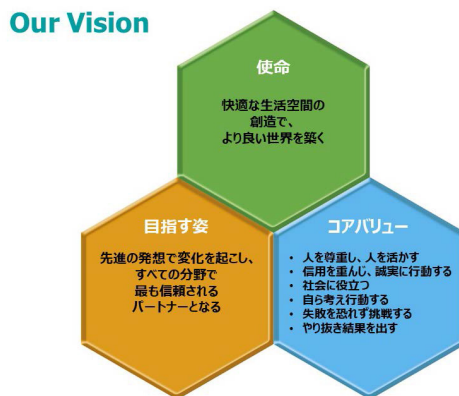 Our Vision
使命
快適な生活空間の
創造で、
より良い世界を築く
目指す姿
先進の発想で変化を起こし、
すべての分野で
最も信頼される
パートナーとなる
コアバリュー
• 人を尊重し、人を活かす
• 信用を重んじ、誠実に行動する
• 社会に役立つ
• 自ら考え行動する
• 失敗を恐れず挑戦する
• やり抜き結果を出す